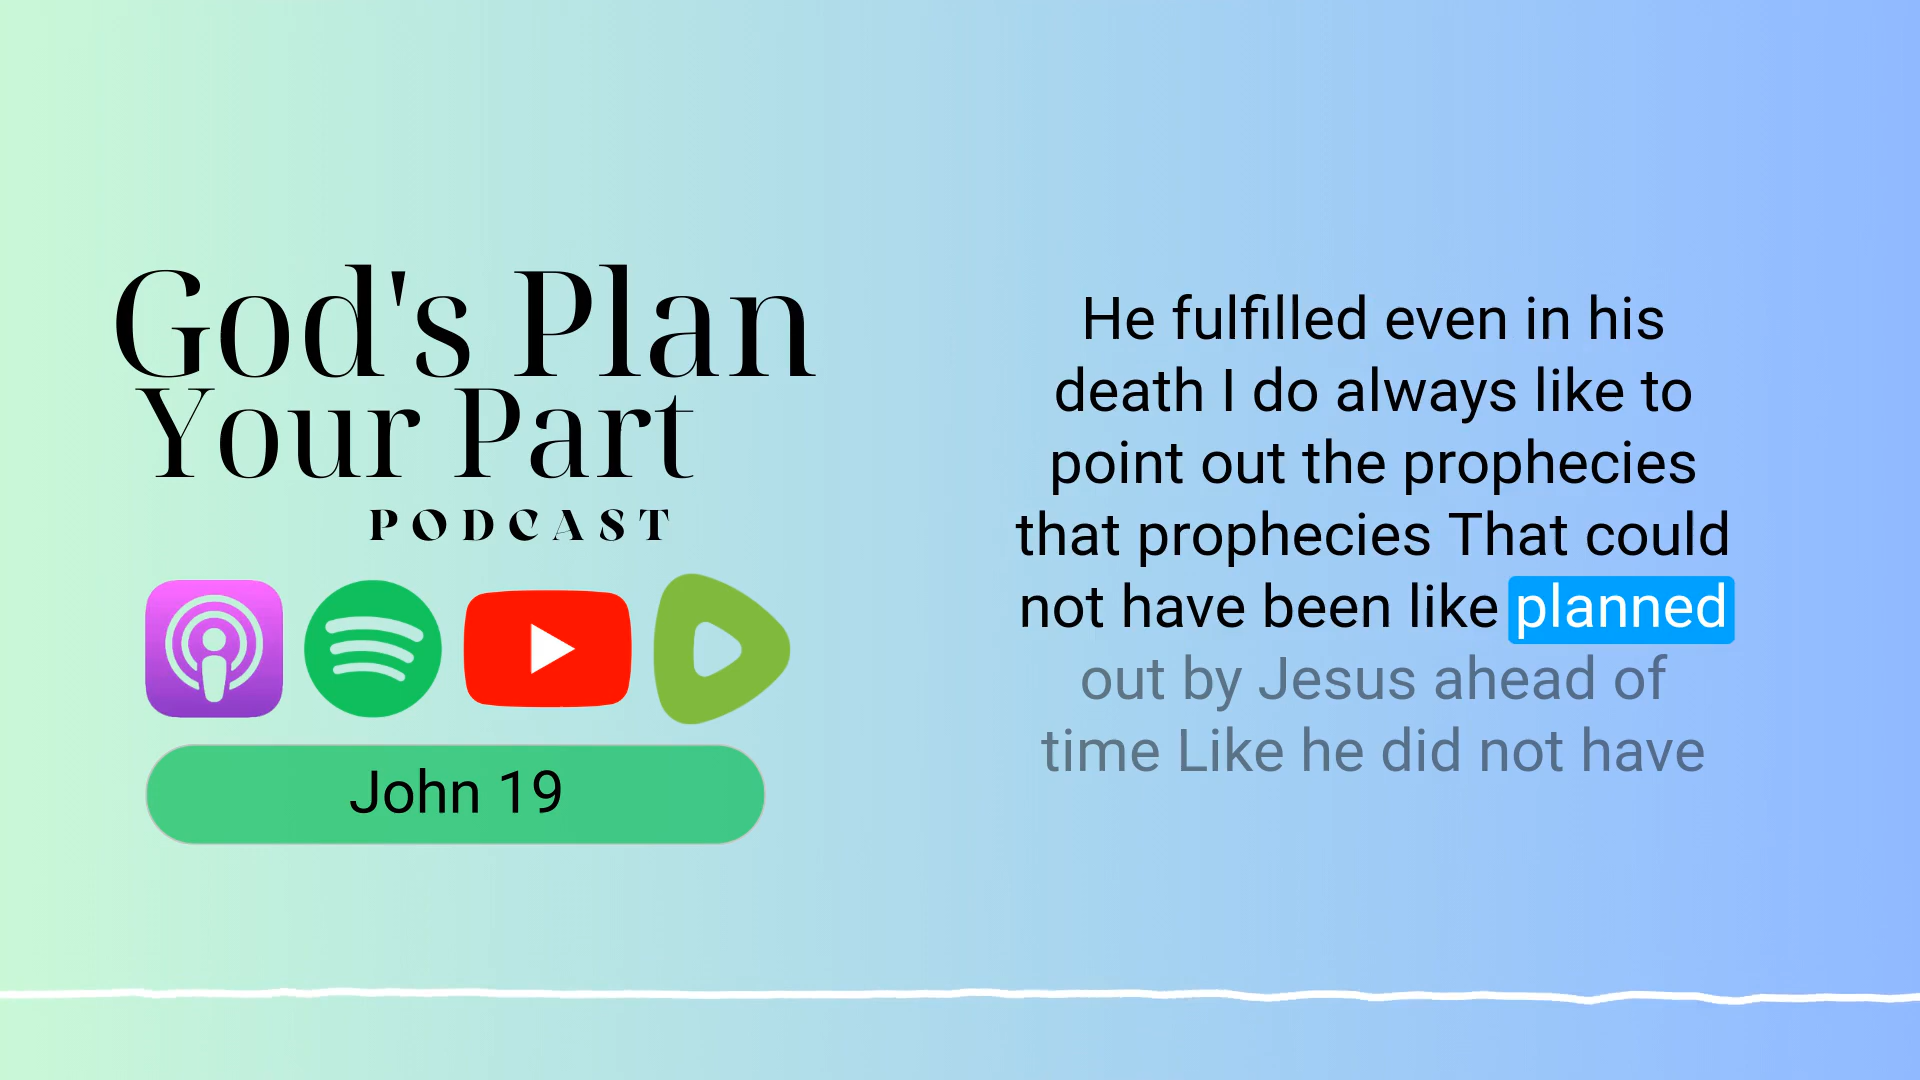 God's Plan
Your Part
PODCAST
John 19
He fulfilled even in his
death I do always like to
point out the prophecies
that prophecies That could
not have been like planned
out by Jesus ahead of
time Like he did not have